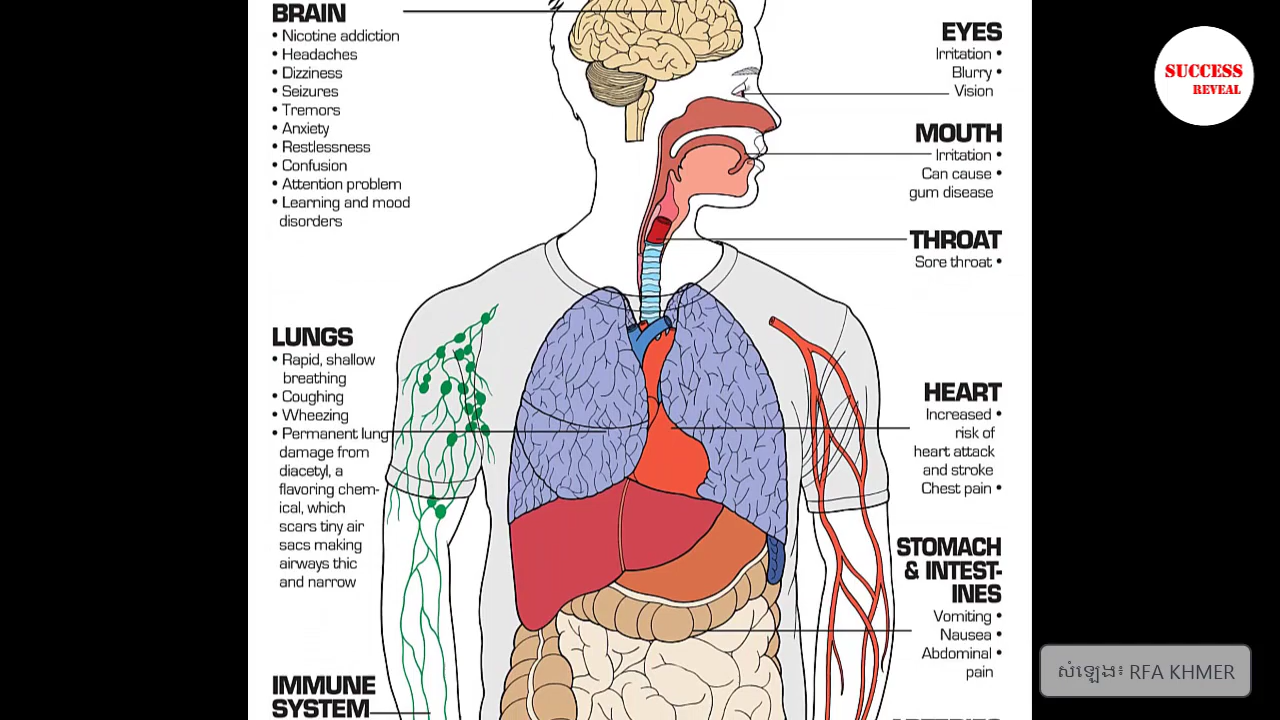 BRAIN
• Nicotine addiction
• Headaches
• Dizziness
• Seizures
• Tremors
• Anxiety
• Restlessness
• Confusion
• Attention problem
• Learning and mood
disorders
LUNGS
• Rapid, shallow
breathing
• Coughing
• Wheezing
• Permanent lung
damage from
diacetyl, a
flavoring chem-
ical, which
scars tiny air
sacs making
airways thic
and narrow
IMMUNE
SYSTEM
EYES
Irritation •
Blurry •
Vision
MOUTH
Irritation •
Can cause •
gum disease
THROAT
Sore throat •
HEART
Increased •
risk of
heart attack
and stroke
Chest pain •
STOMACH
& INTEST-
INES
Vomiting •
Nausea •
Abdominal •
pain
SUCCESS
REVEAL
សំឡេង៖ RFA KHMER